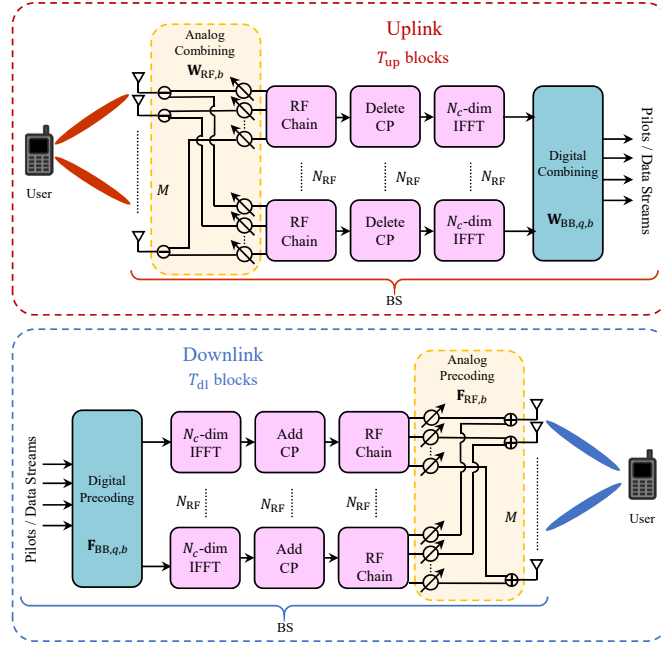 Uplink
T_up blocks
Analog
Combining
W_RF,b
User
M
RF
Chain
Delete
CP
N_c-dim
IFFT
N_RF
N_RF
N_RF
RF
Chain
Delete
CP
N_c-dim
IFFT
Digital
Combining
W_BB,q,b
Pilots / Data Streams
BS
Downlink
T_dl blocks
Analog
Precoding
F_RF,b
Pilots / Data Streams
Digital
Precoding
F_BB,q,b
N_c-dim
IFFT
Add
CP
RF
Chain
N_RF
N_RF
N_RF
N_c-dim
IFFT
Add
CP
RF
Chain
M
User
BS